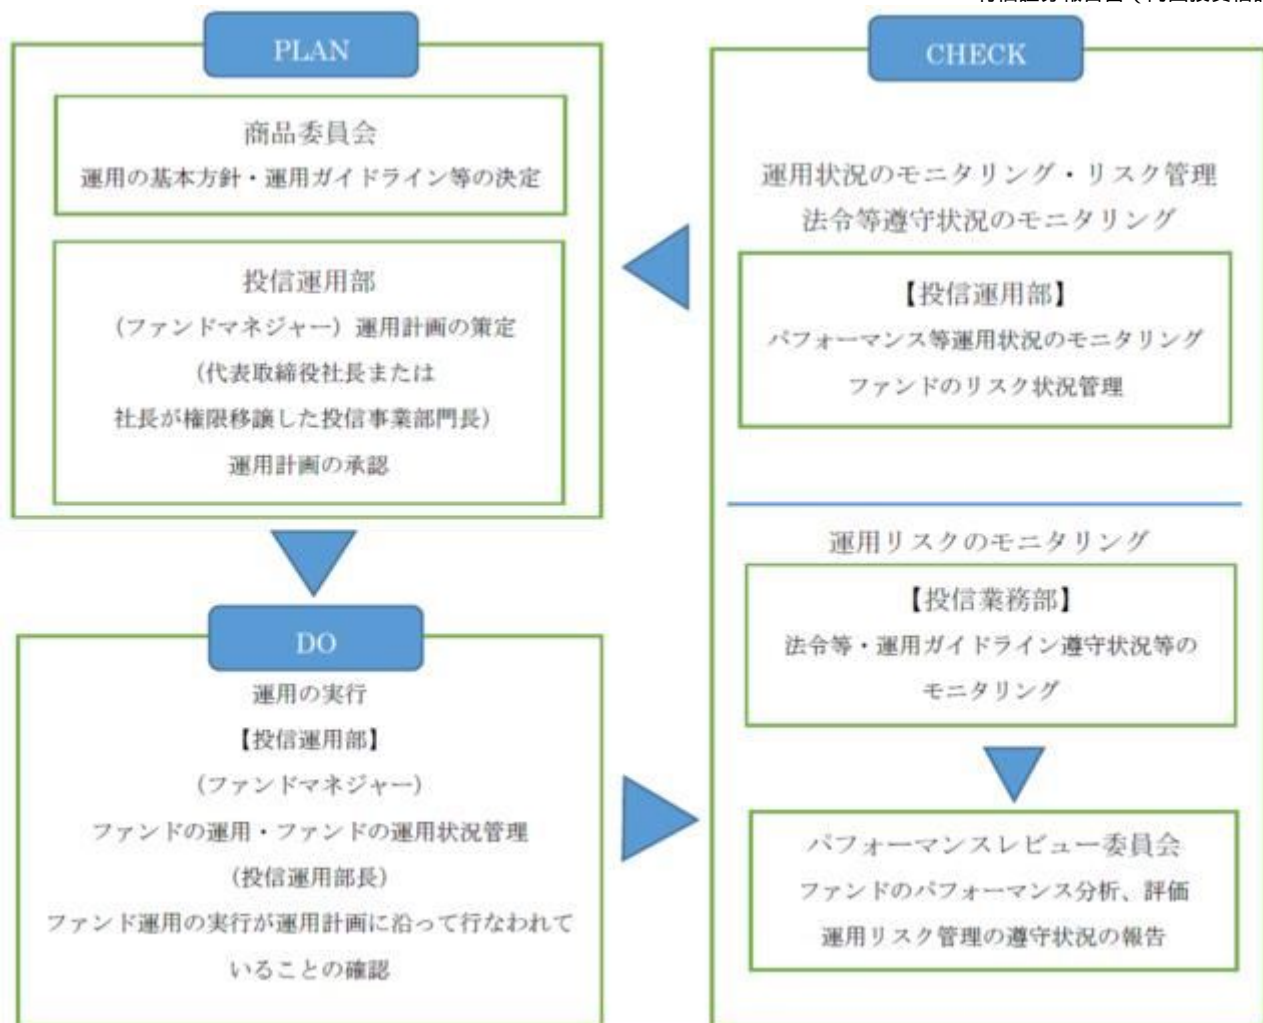 PLAN
商品委員会
運用の基本方針・運用ガイドライン等の決定
投信運用部
（ファンドマネジャー）運用計画の策定
（代表取締役社長または
社長が権限移譲した投信事業部門長）
運用計画の承認
DO
運用の実行
【投信運用部】
（ファンドマネジャー）
ファンドの運用・ファンドの運用状況管理
（投信運用部長）
ファンド運用の実行が運用計画に沿って行なわれて
いることの確認
CHECK
運用状況のモニタリング・リスク管理
法令等遵守状況のモニタリング
【投信運用部】
パフォーマンス等運用状況のモニタリング
ファンドのリスク状況管理
運用リスクのモニタリング
【投信業務部】
法令等・運用ガイドライン遵守状況等の
モニタリング
パフォーマンスレビュー委員会
ファンドのパフォーマンス分析、評価
運用リスク管理の遵守状況の報告